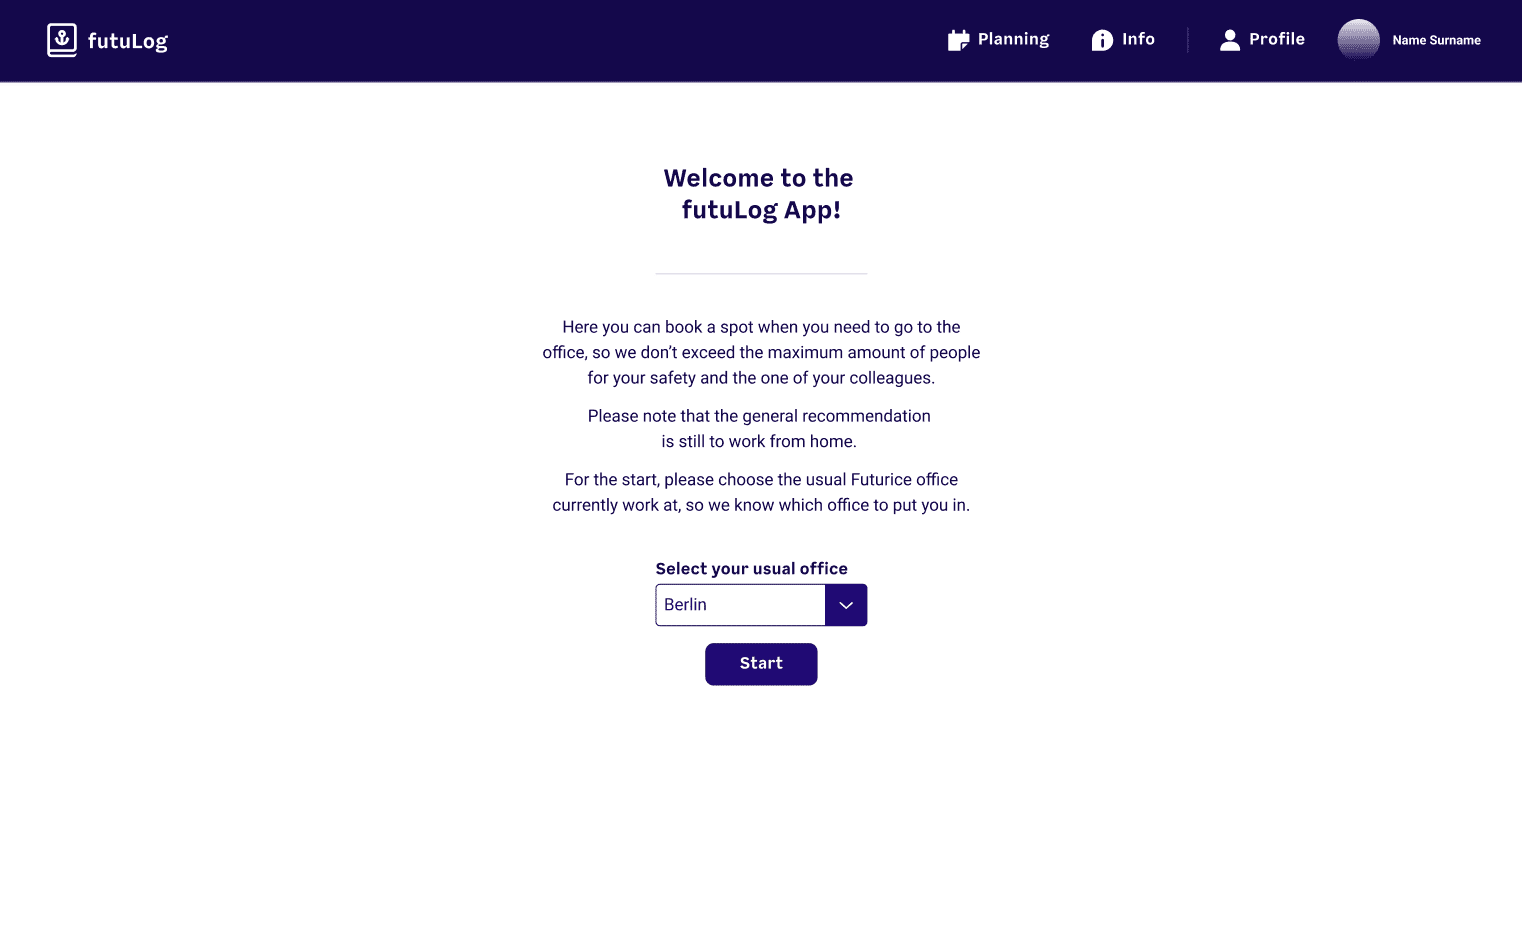 futuLog
Planning
Info
Profile
Name Surname
Welcome to the
futuLog App!
Here you can book a spot when you need to go to the
office, so we don’t exceed the maximum amount of people
for your safety and the one of your colleagues.
Please note that the general recommendation
is still to work from home.
For the start, please choose the usual Futurice office
currently work at, so we know which office to put you in.
Select your usual office
Berlin
Start